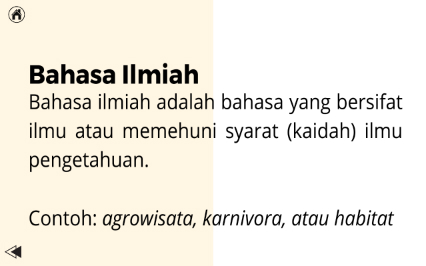 Bahasa Ilmiah
Bahasa ilmiah adalah bahasa yang bersifat
ilmu atau memehuni syarat (kaidah) ilmu
pengetahuan.
Contoh: agrowisata, karnivora, atau habitat